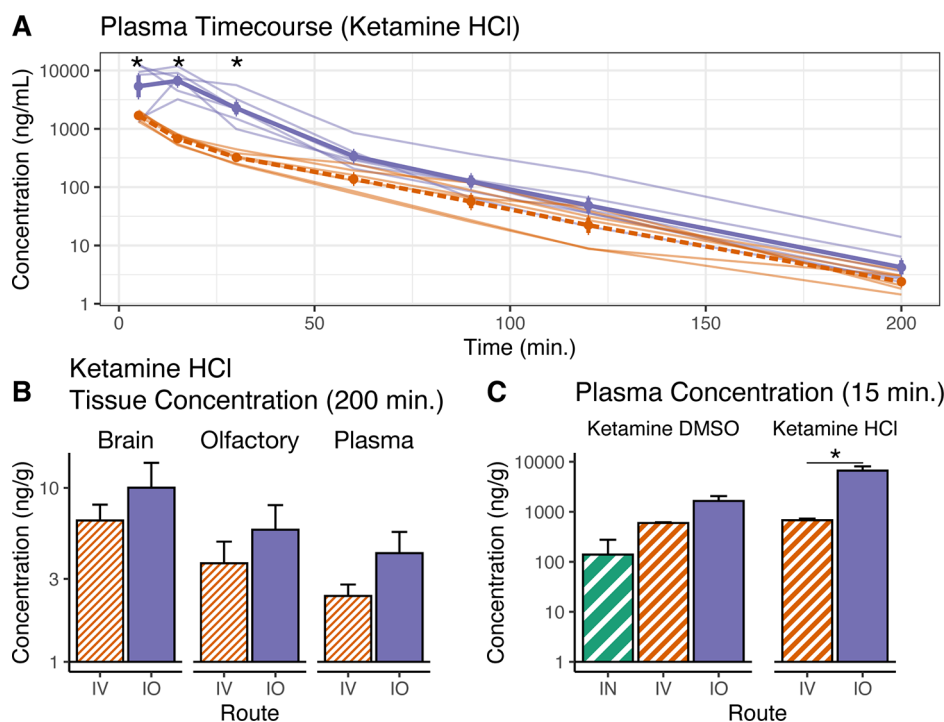 A Plasma Timecourse (Ketamine HCl)
* * *
Concentration (ng/mL)
10000
1000
100
10
1
0 50 100 150 200
Time (min.)
B Ketamine HCl
Tissue Concentration (200 min.)
Brain Olfactory Plasma
Concentration (ng/g)
10
3
1
IV IO IV IO IV IO
Route
C Plasma Concentration (15 min.)
Ketamine DMSO Ketamine HCl
*
Concentration (ng/g)
10000
1000
100
10
1
IN IV IO IV IO
Route